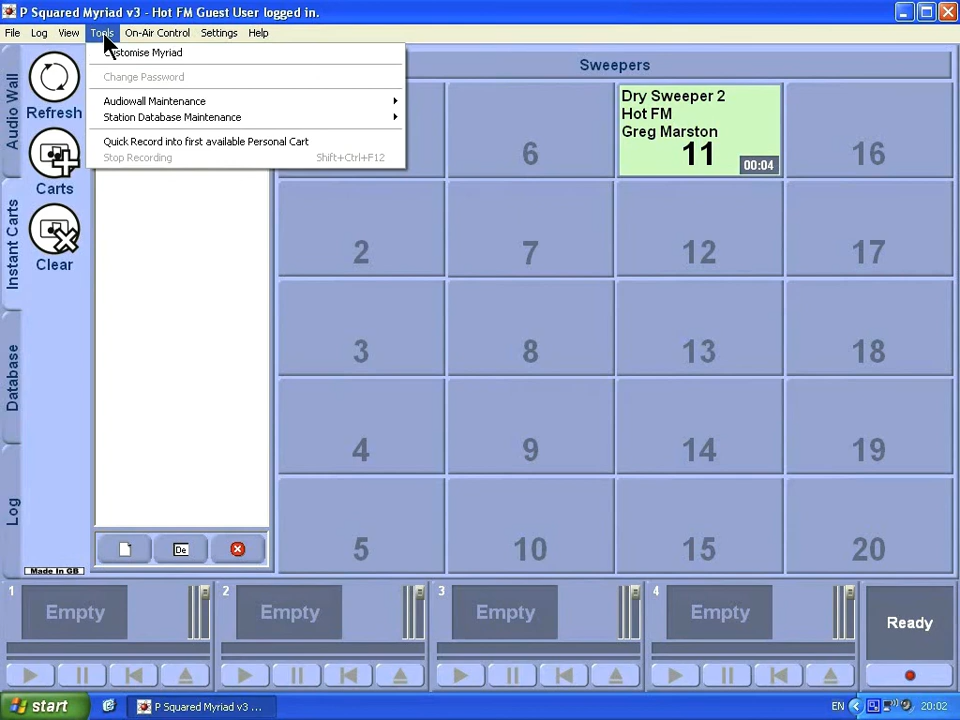 P Squared Myriad v3 - Hot FM Guest User logged in.
File Log View Tools On-Air Control Settings Help
Customise Myriad
Change Password
Audiowall Maintenance
Station Database Maintenance
Quick Record into first available Personal Cart
Stop Recording Shift+Ctrl+F12
Audio Wall
Instant Carts
Database
Log
Refresh
Carts
Clear
Made In GB
De
Sweepers
6
Dry Sweeper 2
Hot FM
Greg Marston
11
00:04
16
2 7 12 17
3 8 13 18
4 9 14 19
5 10 15 20
1 Empty
2 Empty
3 Empty
4 Empty
Ready
start P Squared Myriad v3 ... EN 20:02